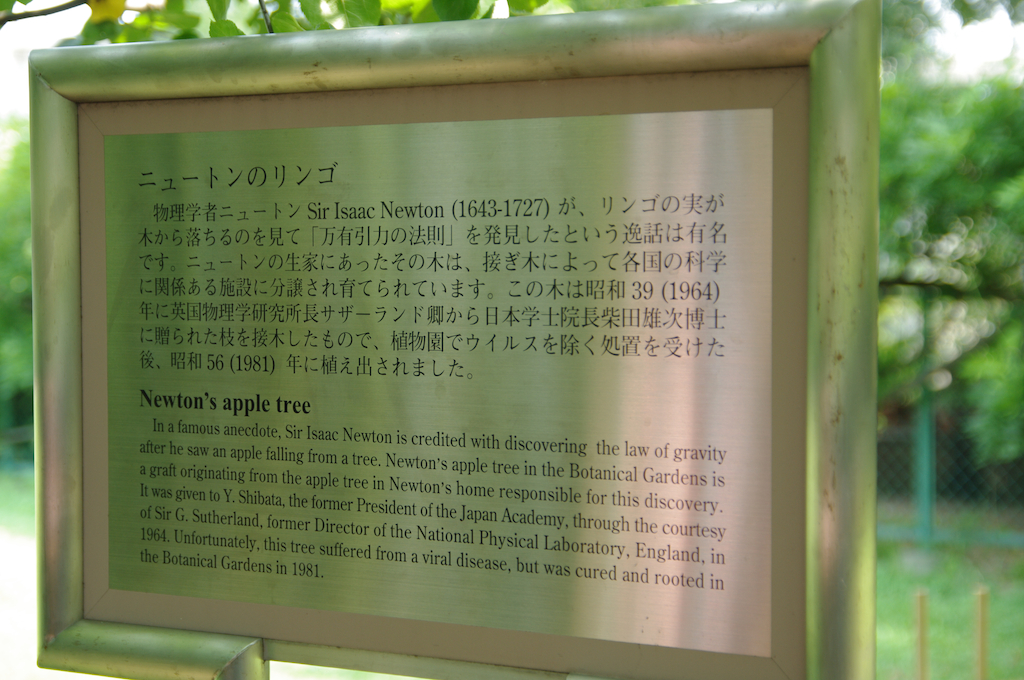 ニュートンのリンゴ
物理学者ニュートン Sir Isaac Newton (1643-1727) が、リンゴの実が
木から落ちるのを見て「万有引力の法則」を発見したという逸話は有名
です。ニュートンの生家にあったその木は、接ぎ木によって各国の科学
に関係ある施設に分譲され育てられています。この木は昭和 39 (1964)
年に英国物理学研究所長サザーランド卿から日本学士院長柴田雄次博士
に贈られた枝を接木したもので、植物園でウイルスを除く処置を受けた
後、昭和 56 (1981) 年に植え出されました。
Newton's apple tree
In a famous anecdote, Sir Isaac Newton is credited with discovering the law of gravity
after he saw an apple falling from a tree. Newton's apple tree in the Botanical Gardens is
a graft originating from the apple tree in Newton's home responsible for this discovery.
It was given to Y. Shibata, the former President of the Japan Academy, through the courtesy
of Sir G. Sutherland, former Director of the National Physical Laboratory, England, in
1964. Unfortunately, this tree suffered from a viral disease, but was cured and rooted in
the Botanical Gardens in 1981.